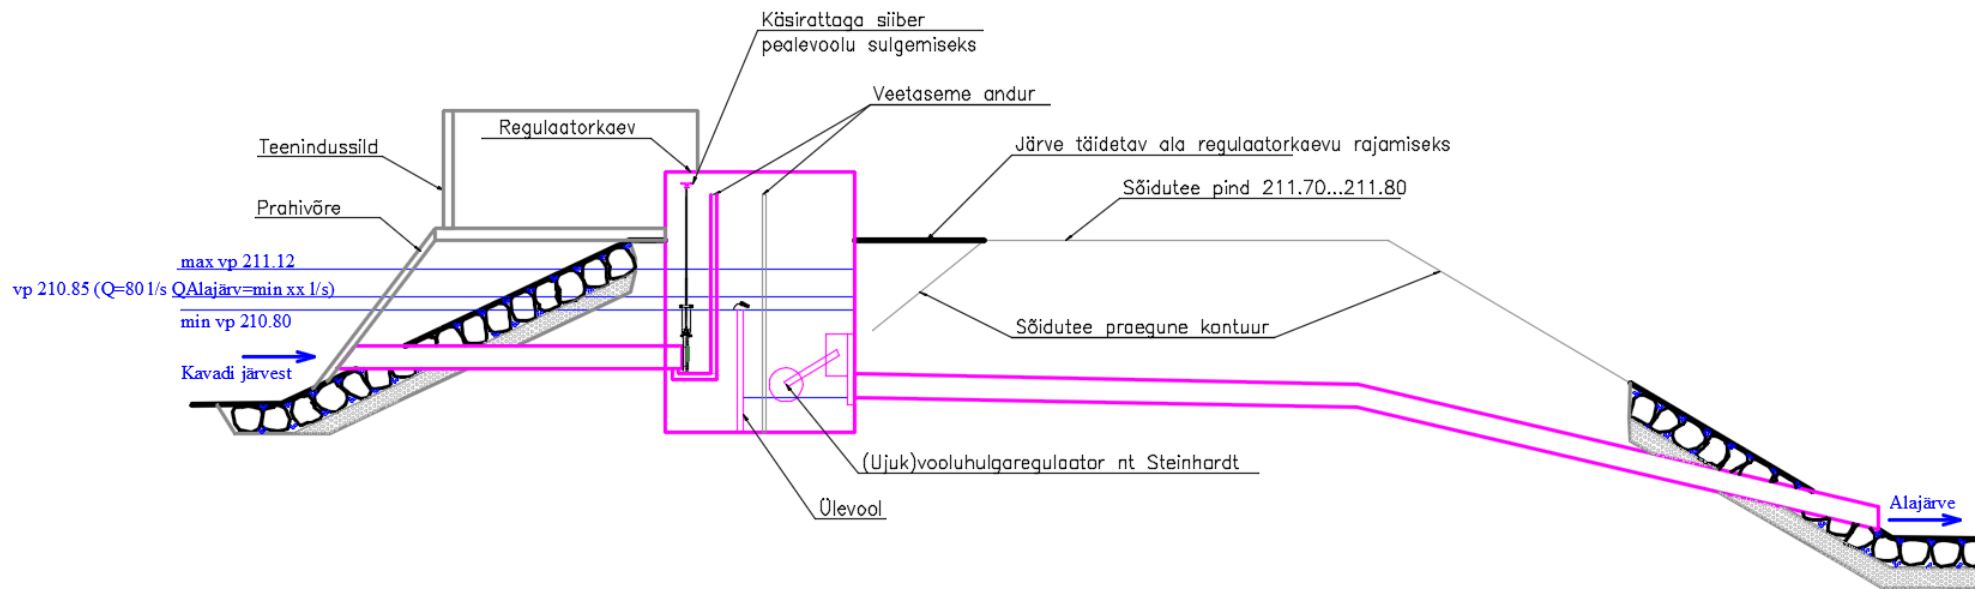 Käsirattaga siiber
pealevoolu sulgemiseks
Veetaseme andur
Regulaatorkaev
Teenindussild
Järve täidetav ala regulaatorkaevu rajamiseks
Sõidutee pind 211.70...211.80
Prahivõre
max vp 211.12
vp 210.85 (Q=80 l/s QAlajärv=min xx l/s)
min vp 210.80
Sõidutee praegune kontuur
Kavadi järvest
(Ujuk)vooluhulgaregulaator nt Steinhardt
Ülevool
Alajärve